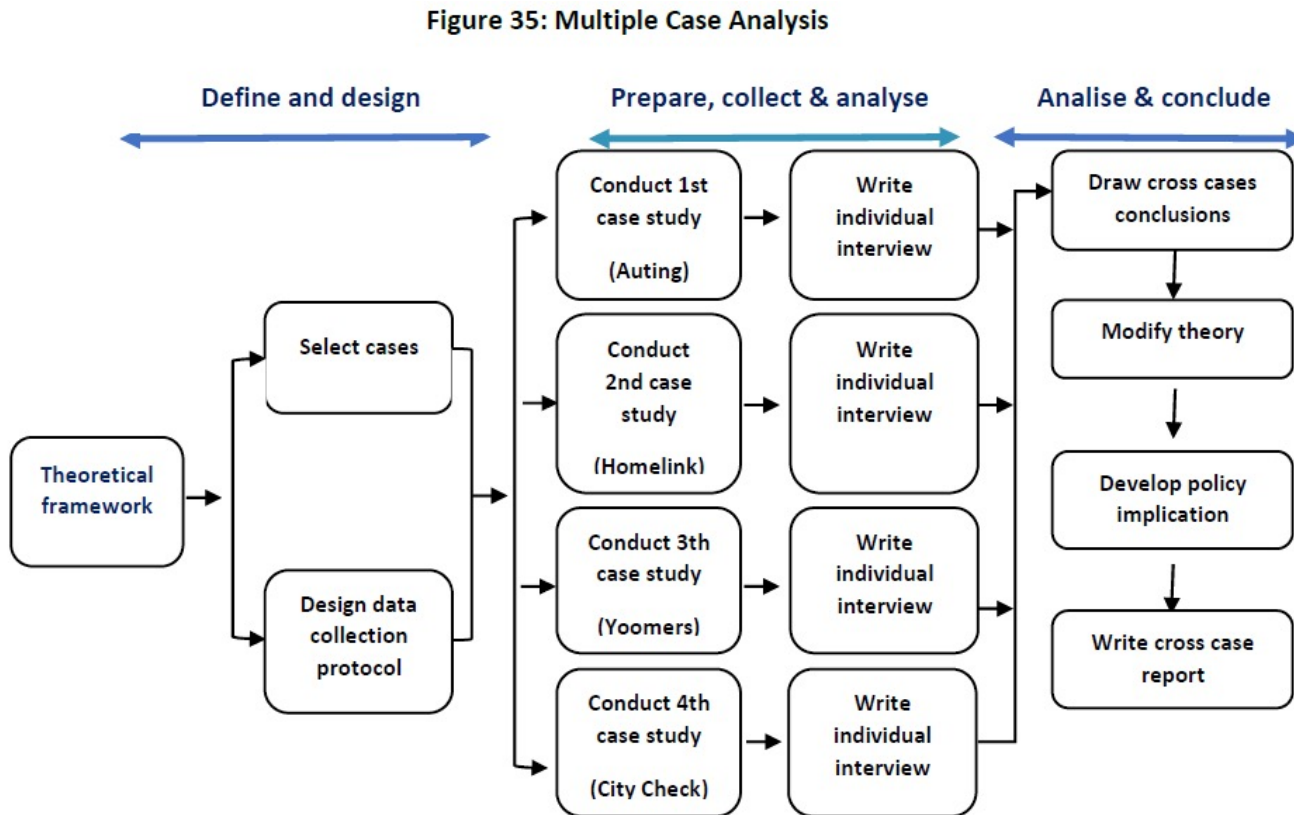 Figure 35: Multiple Case Analysis
Define and design
Prepare, collect & analyse
Analise & conclude
Theoretical
framework
Select cases
Design data
collection
protocol
Conduct 1st
case study
(Auting)
Write
individual
interview
Conduct
2nd case
study
(Homelink)
Write
individual
interview
Conduct 3th
case study
(Yoomers)
Write
individual
interview
Conduct 4th
case study
(City Check)
Write
individual
interview
Draw cross cases
conclusions
Modify theory
Develop policy
implication
Write cross case
report